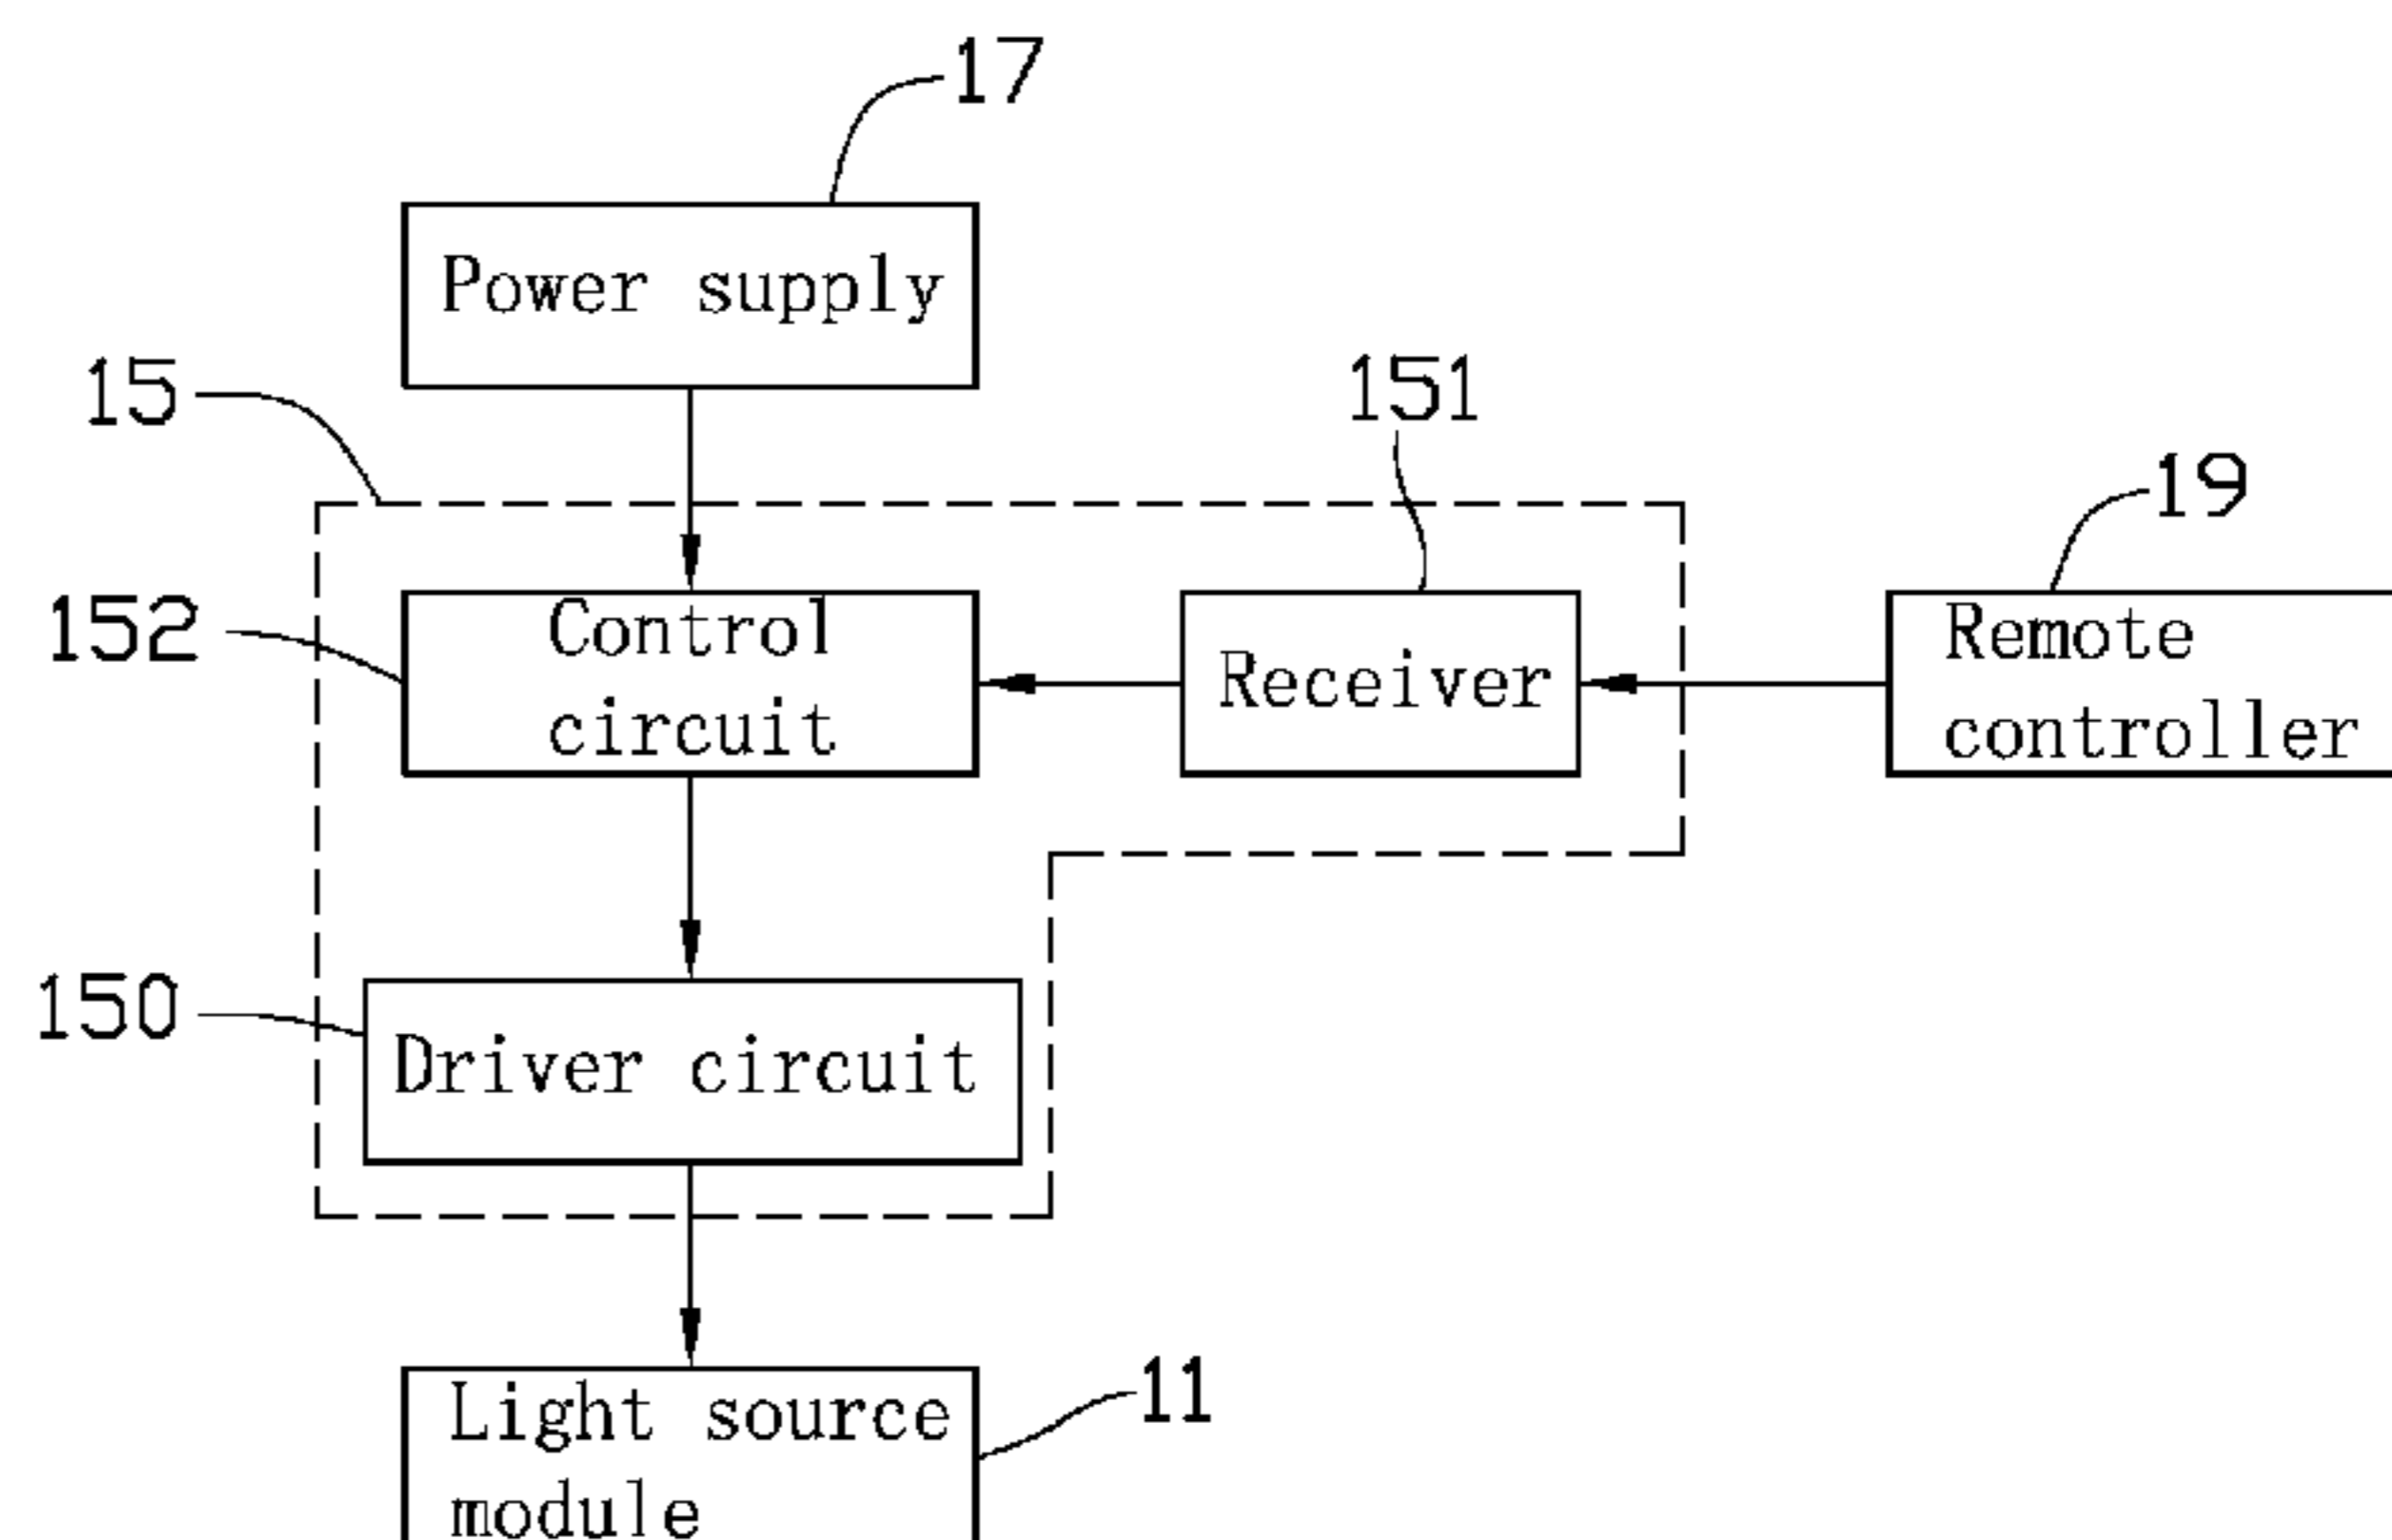 17
Power supply
15
151
19
152
Control
circuit
Receiver
Remote
controller
150
Driver circuit
11
Light source
module